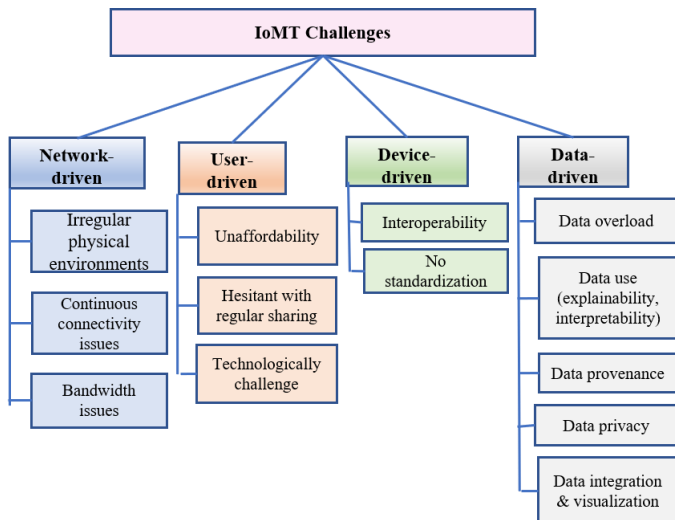 IoMT Challenges
Network-
driven
Irregular
physical
environments
Continuous
connectivity
issues
Bandwidth
issues
User-
driven
Unaffordability
Hesitant with
regular sharing
Technologically
challenge
Device-
driven
Interoperability
No
standardization
Data-
driven
Data overload
Data use
(explainability,
interpretability)
Data provenance
Data privacy
Data integration
& visualization